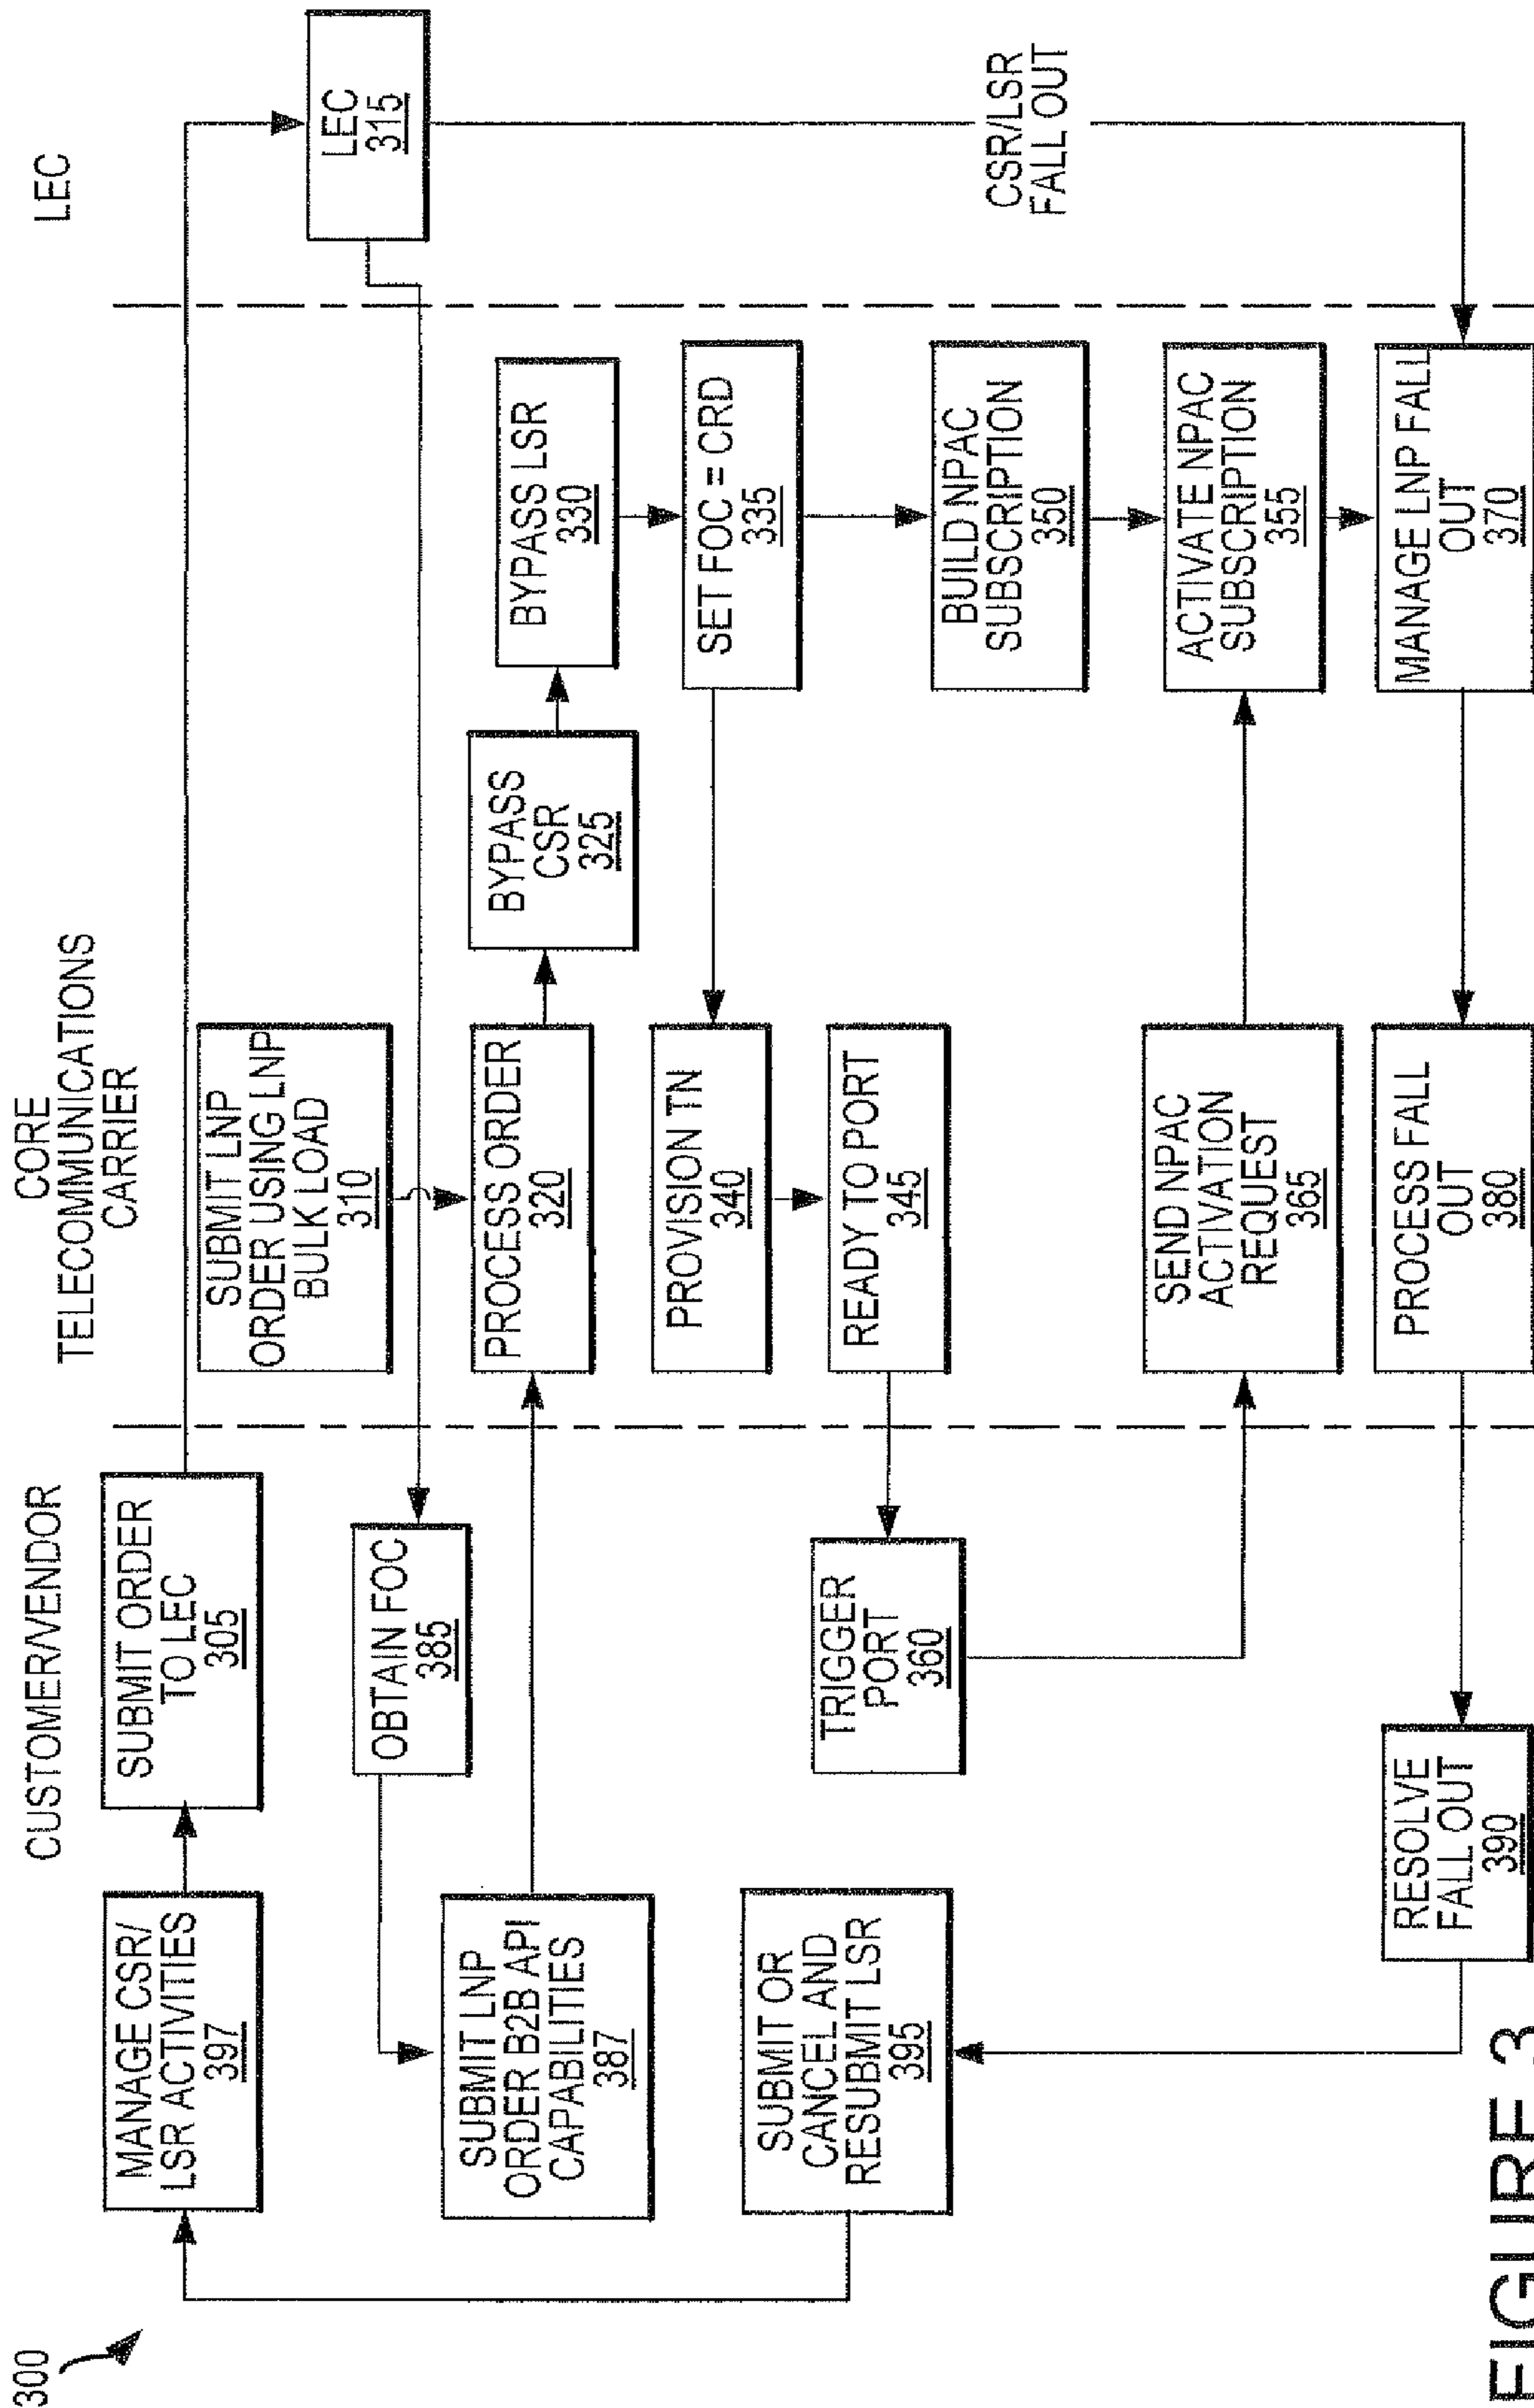 300
CUSTOMER/VENDOR
CORE
TELECOMMUNICATIONS
CARRIER
LEC
MANAGE CSR/
LSR ACTIVITIES
397
SUBMIT ORDER
TO LEC
305
SUBMIT LNP
ORDER USING LNP
BULK LOAD
310
LEC
315
OBTAIN FOC
385
SUBMIT LNP
ORDER B2B API
CAPABILITIES
387
PROCESS ORDER
320
BYPASS
CSR
325
BYPASS LSR
330
SET FOC = CRD
335
PROVISION TN
340
READY TO PORT
345
SUBMIT OR
CANCEL AND
RESUBMIT LSR
395
TRIGGER
PORT
360
BUILD NPAC
SUBSCRIPTION
350
CSR/LSR
FALL OUT
SEND NPAC
ACTIVATION
REQUEST
365
ACTIVATE NPAC
SUBSCRIPTION
355
RESOLVE
FALL OUT
390
PROCESS FALL
OUT
380
MANAGE LNP FALL
OUT
370
FIGURE 3